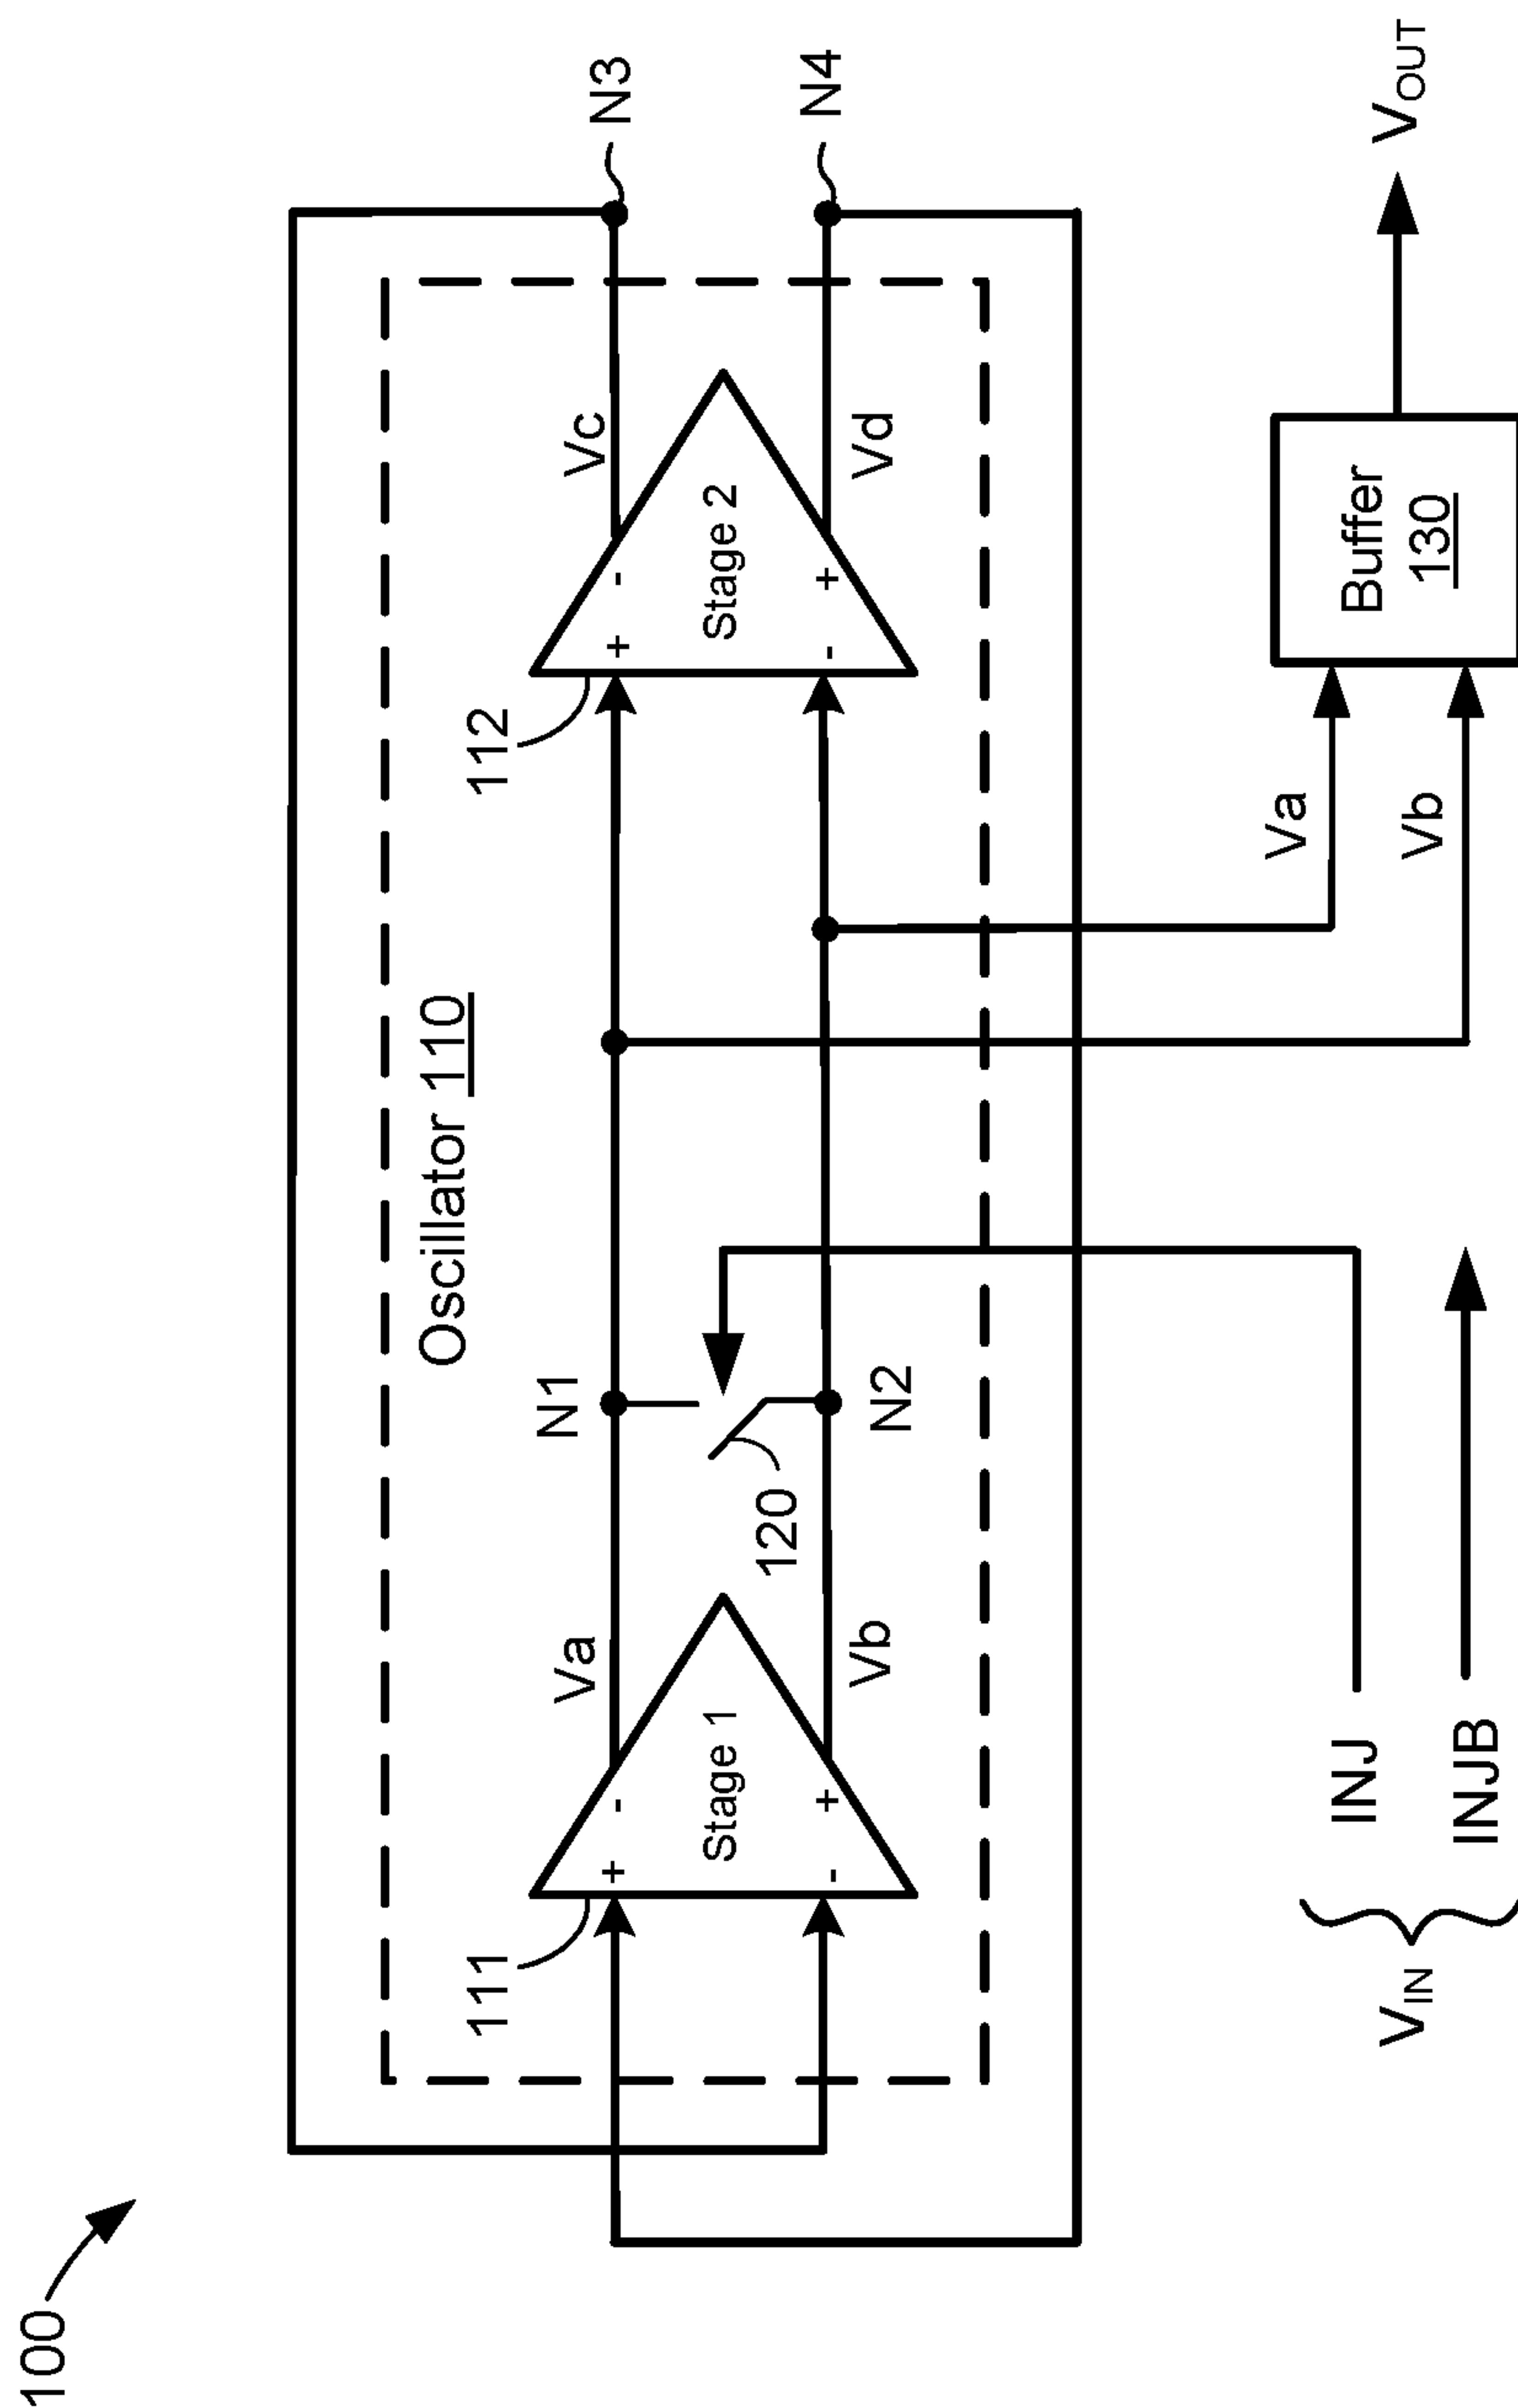 100
Oscillator 110
111
+
-
Stage 1
-
+
Va
Vb
N1
N2
120
112
+
-
Stage 2
-
+
Vc
Vd
N3
N4
VIN
INJ
INJB
Va
Vb
Buffer
130
VOUT